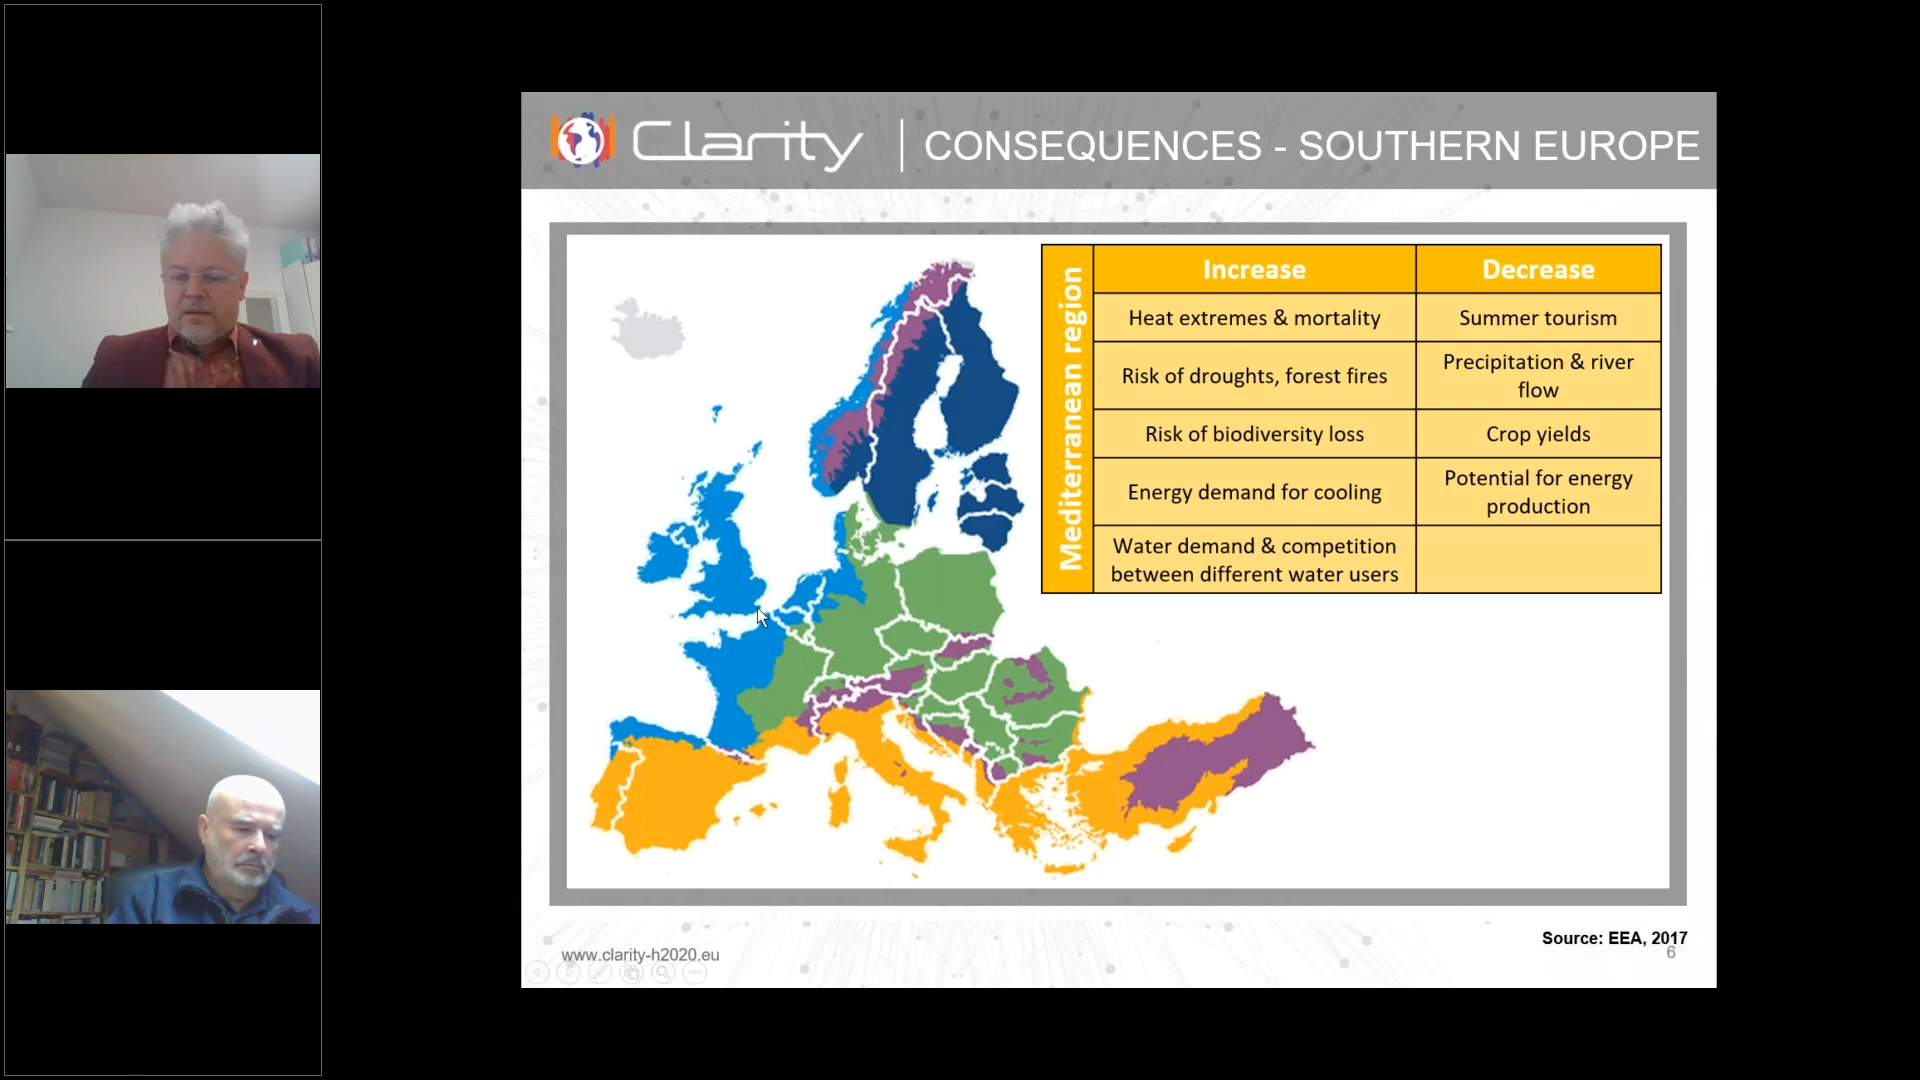 Clarity
CONSEQUENCES - SOUTHERN EUROPE
Mediterranean region
Increase
Decrease
Heat extremes & mortality
Summer tourism
Risk of droughts, forest fires
Precipitation & river
flow
Risk of biodiversity loss
Crop yields
Energy demand for cooling
Potential for energy
production
Water demand & competition
between different water users
Source: EEA, 2017
www.clarity-h2020.eu
6